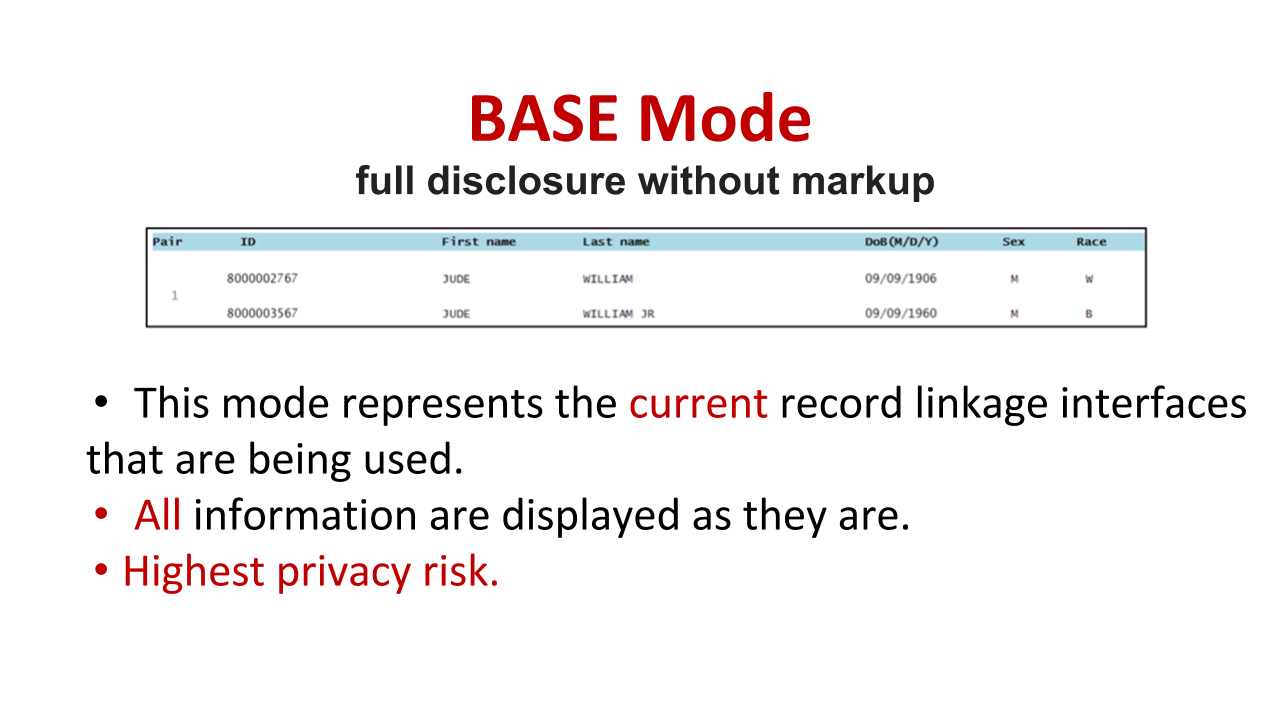 BASE Mode
full disclosure without markup
Pair ID First name Last name DoB(M/D/Y) Sex Race
8000002767 JUDE WILLIAM 09/09/1906 M W
1
8000003567 JUDE WILLIAM JR 09/09/1960 M B
• This mode represents the current record linkage interfaces
that are being used.
• All information are displayed as they are.
• Highest privacy risk.